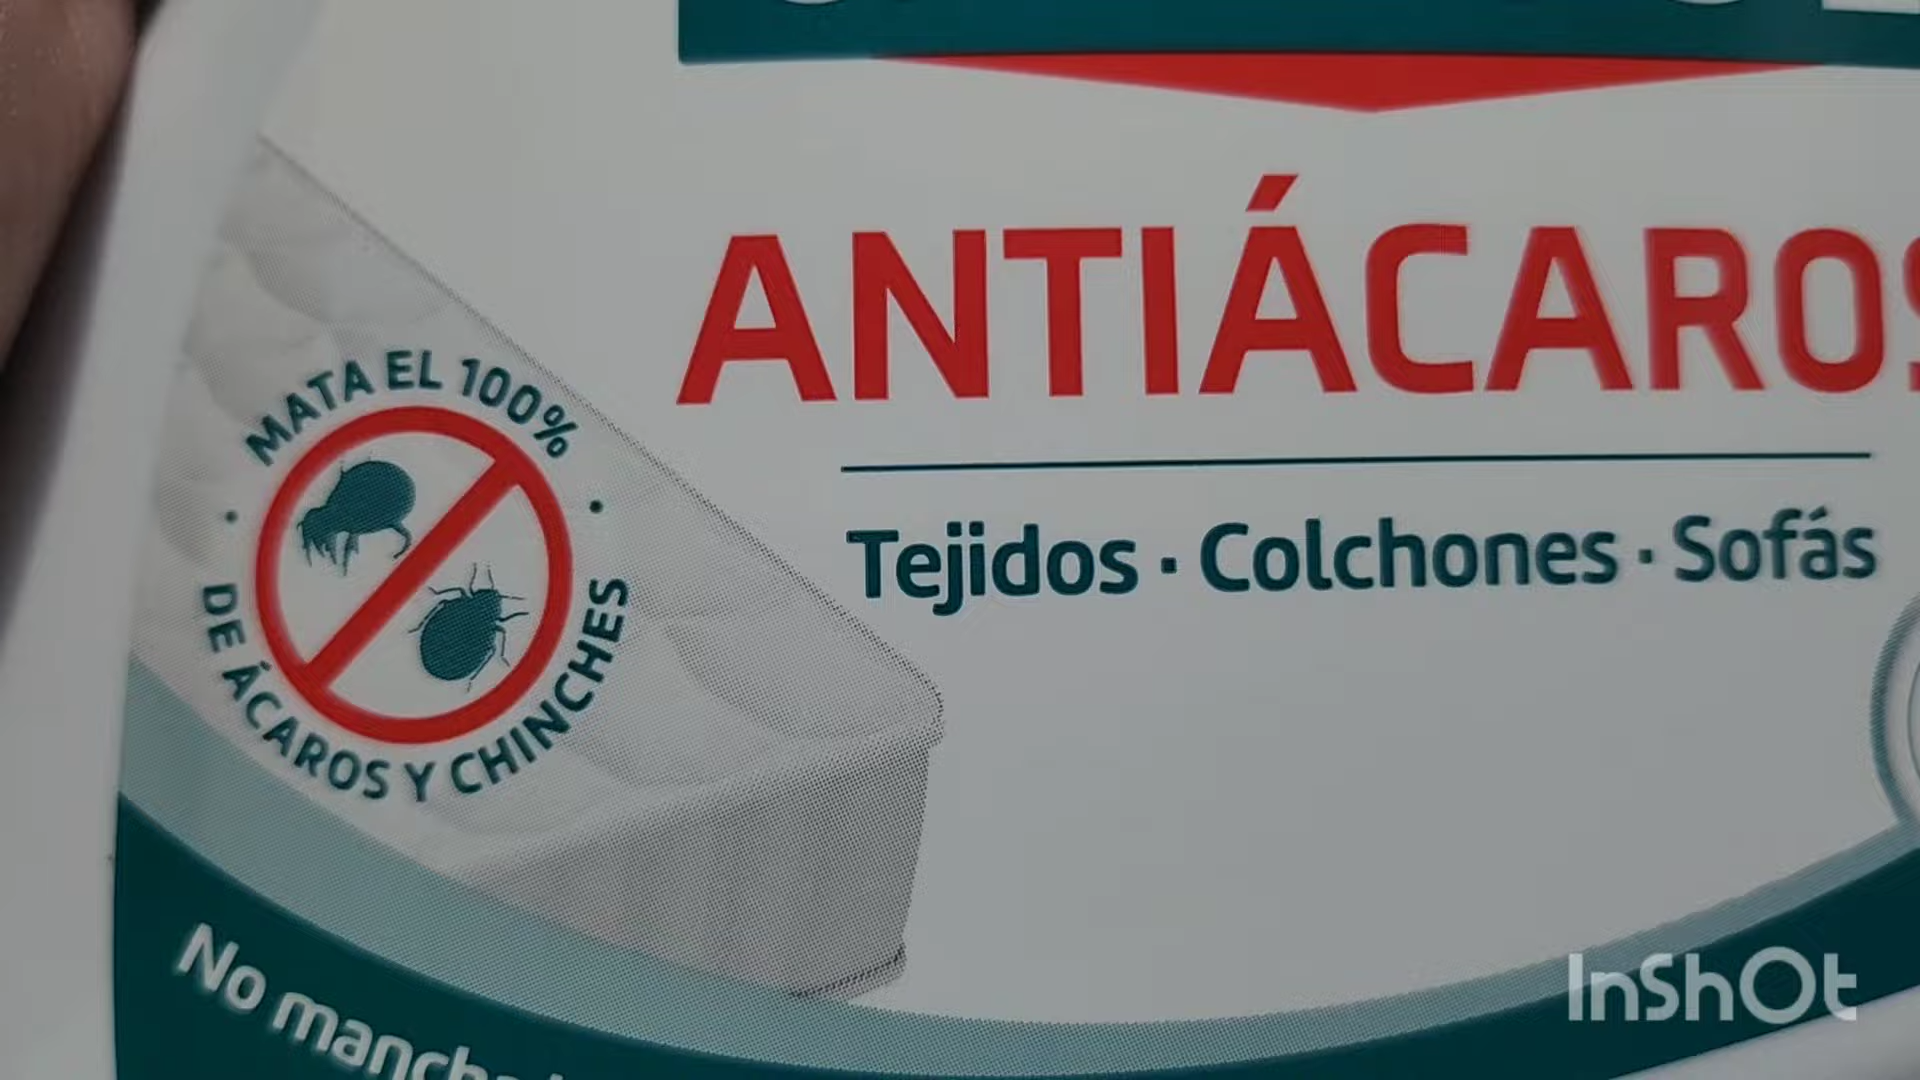 ANTIÁCAROS
Tejidos · Colchones · Sofás
MATA EL 100%
DE ÁCAROS Y CHINCHES
No mancha
InShOt